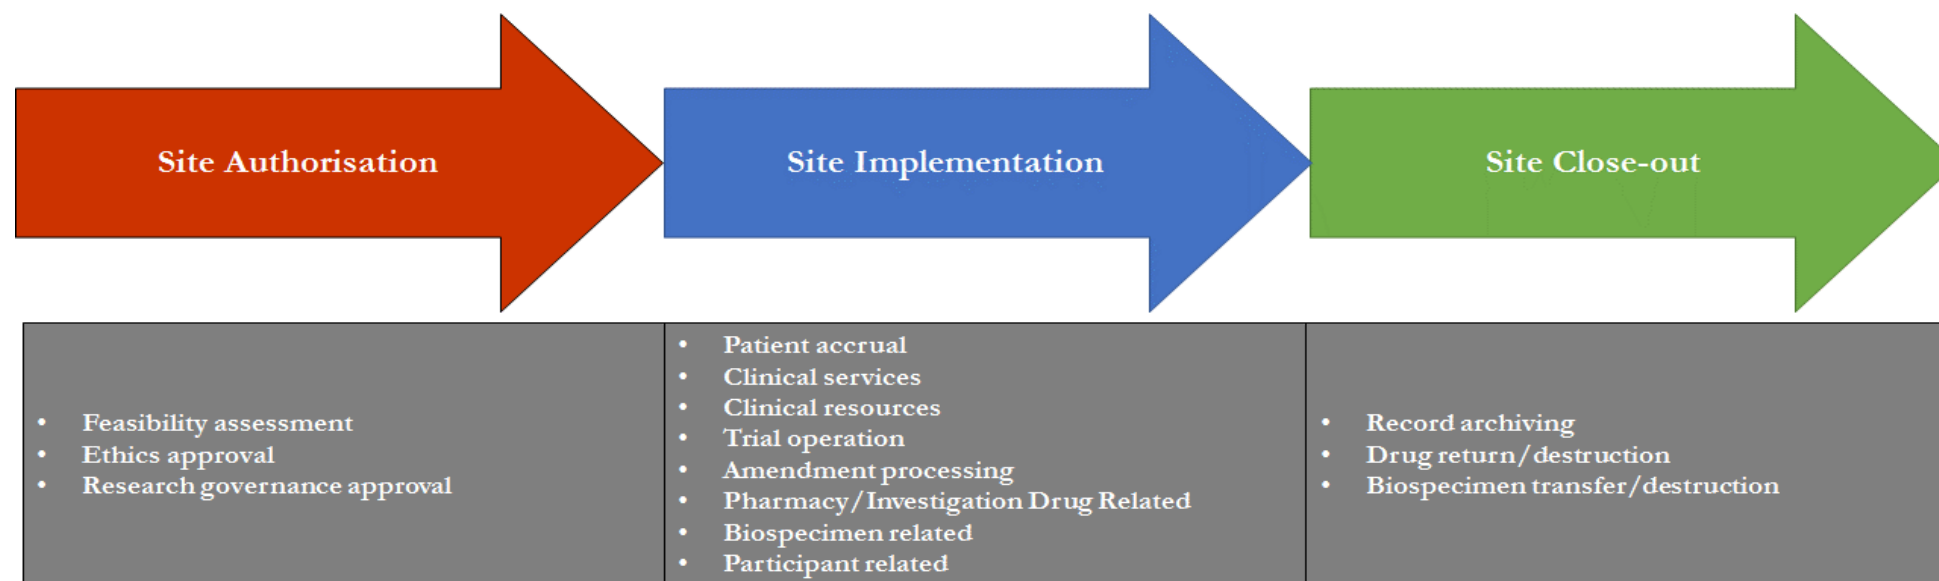 Site Authorisation
Site Implementation
Site Close-out
• Feasibility assessment
• Ethics approval
• Research governance approval
• Patient accrual
• Clinical services
• Clinical resources
• Trial operation
• Amendment processing
• Pharmacy/Investigation Drug Related
• Biospecimen related
• Participant related
• Record archiving
• Drug return/destruction
• Biospecimen transfer/destruction